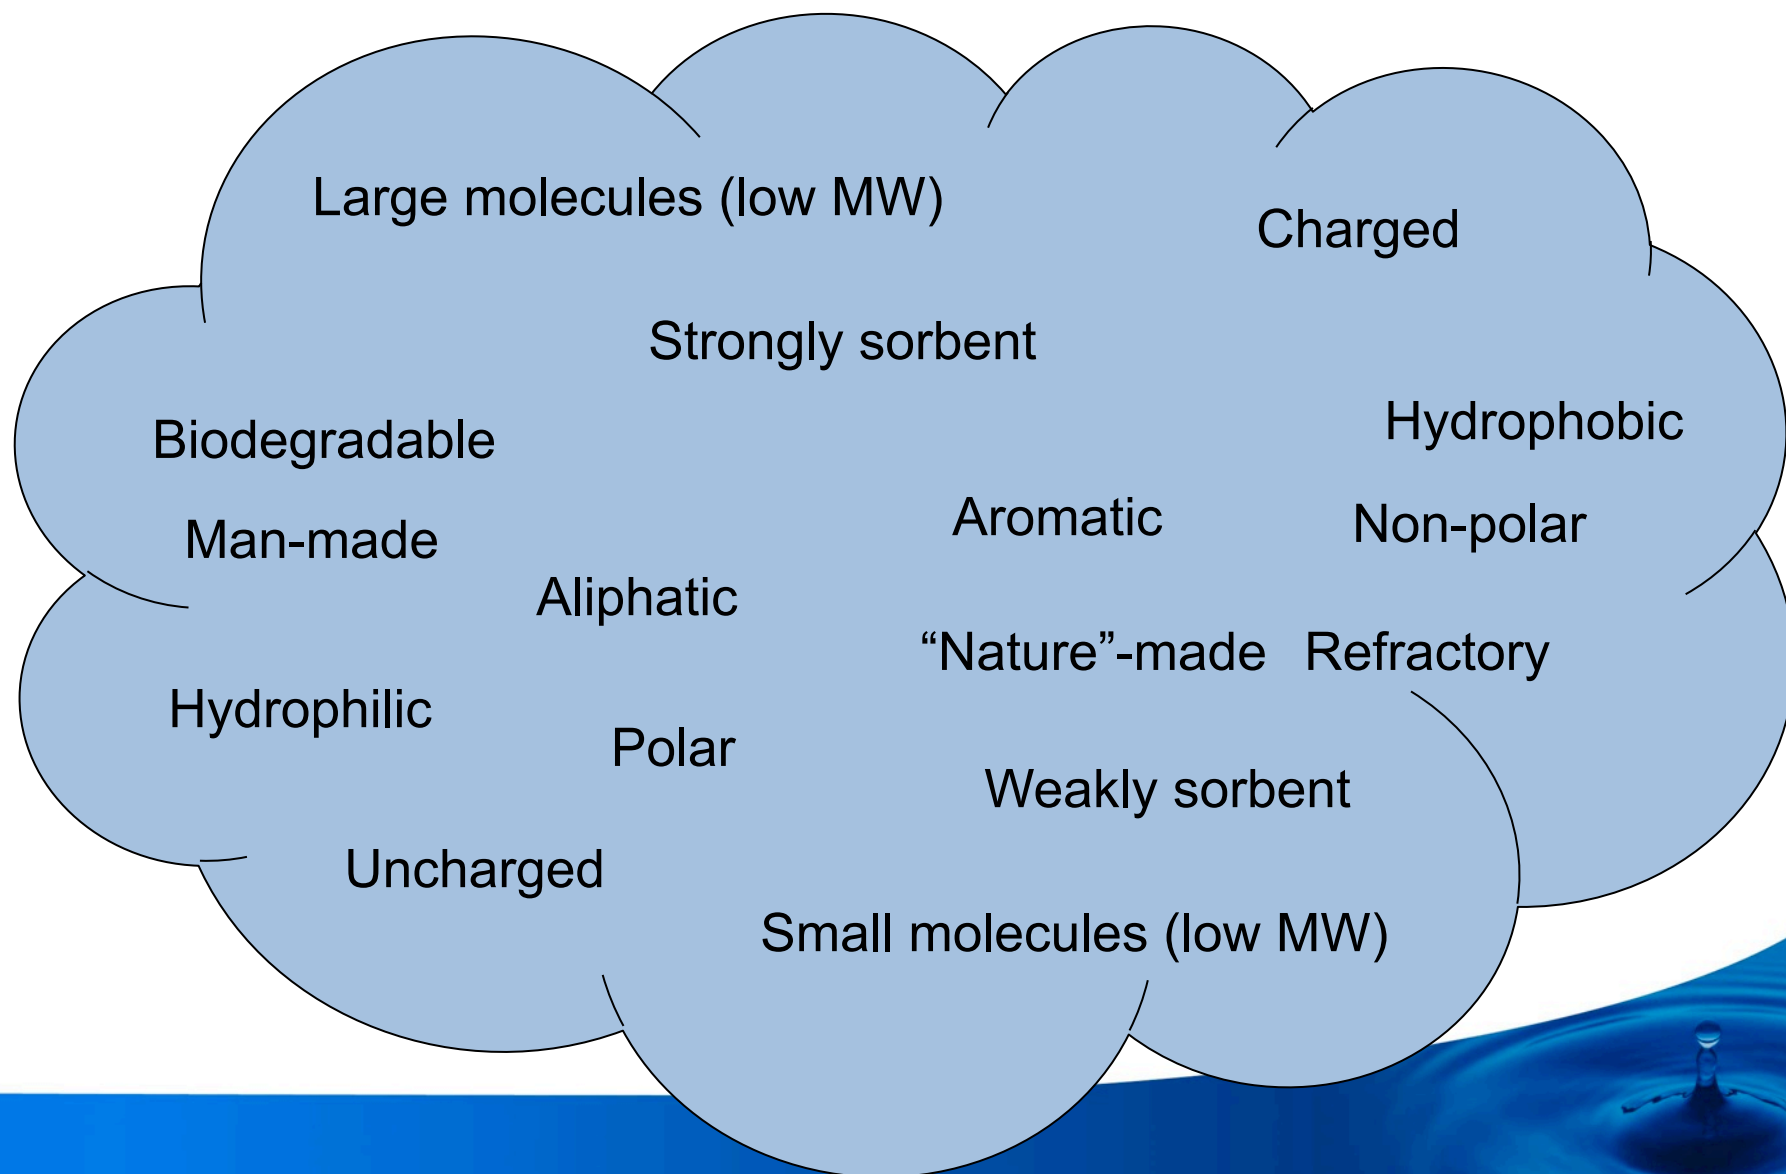 Large molecules (low MW)
Charged
Strongly sorbent
Hydrophobic
Biodegradable
Aromatic
Non-polar
Man-made
Aliphatic
“Nature”-made
Refractory
Hydrophilic
Polar
Weakly sorbent
Uncharged
Small molecules (low MW)